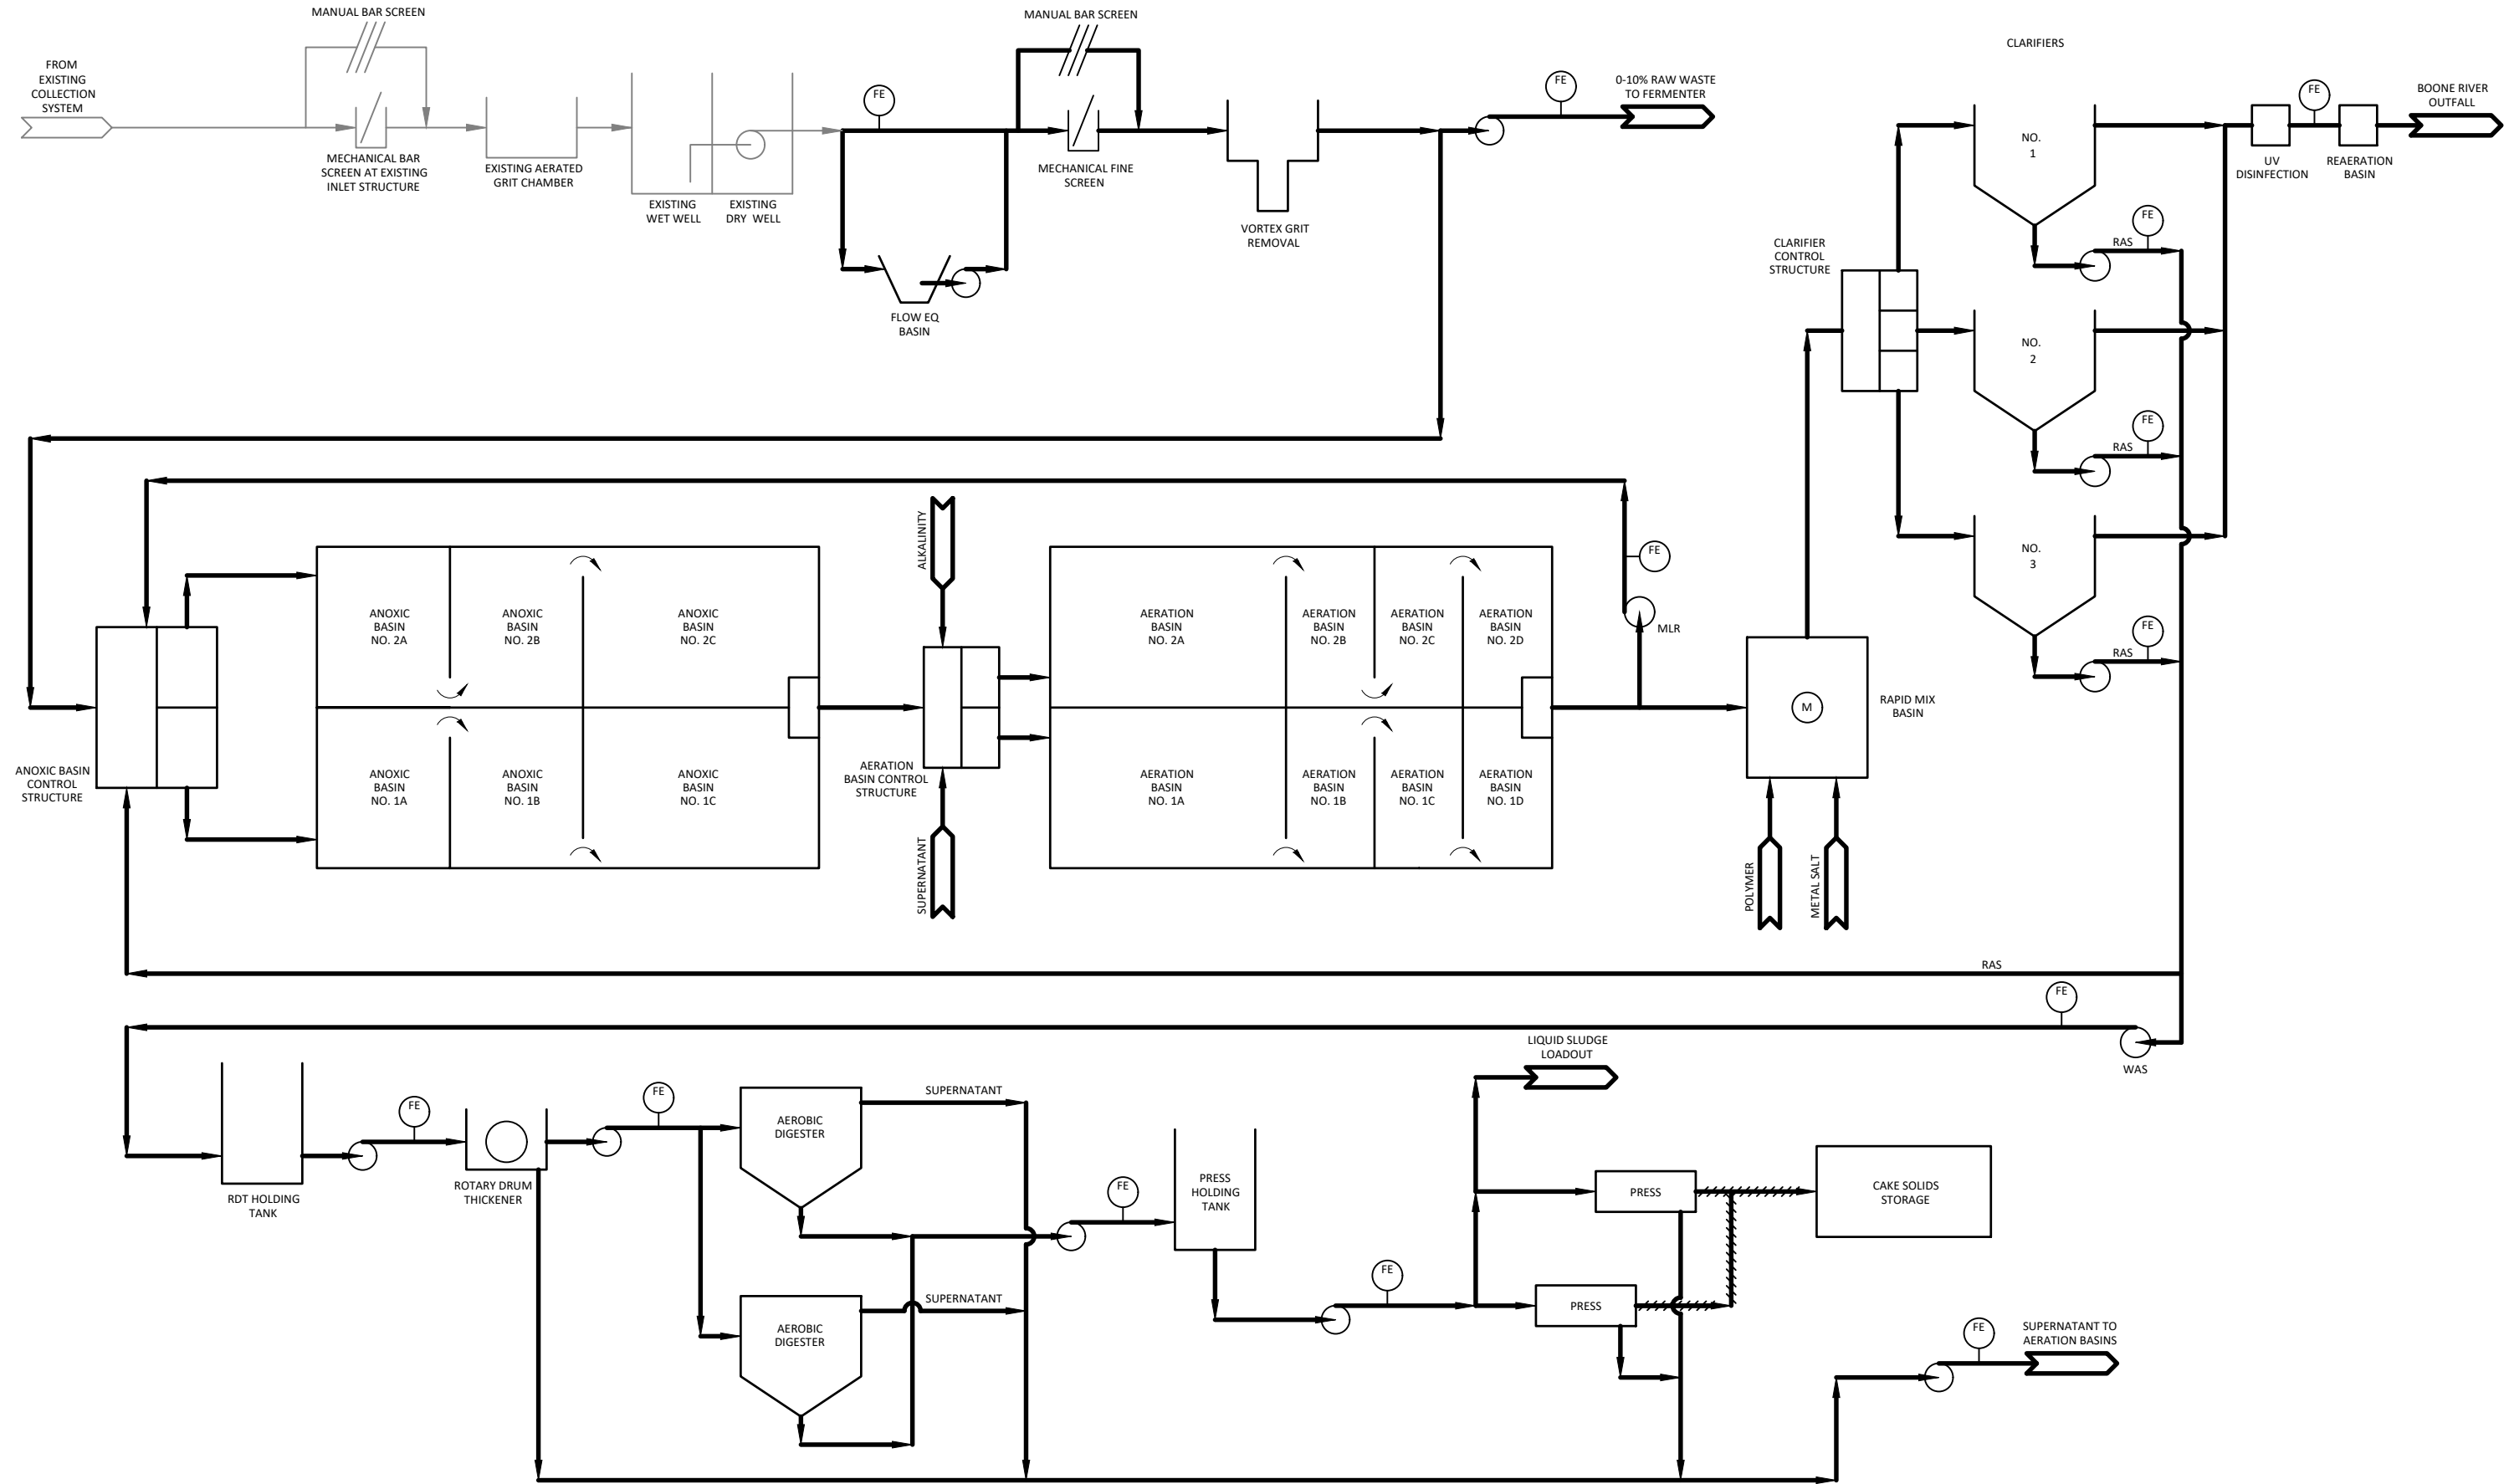 MANUAL BAR SCREEN
FROM
EXISTING
COLLECTION
SYSTEM
MECHANICAL BAR
SCREEN AT EXISTING
INLET STRUCTURE
EXISTING AERATED
GRIT CHAMBER
EXISTING
WET WELL
EXISTING
DRY WELL
FE
FLOW EQ
BASIN
MANUAL BAR SCREEN
MECHANICAL FINE
SCREEN
VORTEX GRIT
REMOVAL
FE
0-10% RAW WASTE
TO FERMENTER
CLARIFIERS
CLARIFIER
CONTROL
STRUCTURE
NO.
1
FE
RAS
NO.
2
FE
RAS
NO.
3
FE
RAS
UV
DISINFECTION
FE
REAERATION
BASIN
BOONE RIVER
OUTFALL
ANOXIC BASIN
CONTROL
STRUCTURE
ANOXIC
BASIN
NO. 2A
ANOXIC
BASIN
NO. 2B
ANOXIC
BASIN
NO. 2C
ANOXIC
BASIN
NO. 1A
ANOXIC
BASIN
NO. 1B
ANOXIC
BASIN
NO. 1C
ALKALINITY
AERATION
BASIN CONTROL
STRUCTURE
SUPERNATANT
AERATION
BASIN
NO. 2A
AERATION
BASIN
NO. 2B
AERATION
BASIN
NO. 2C
AERATION
BASIN
NO. 2D
AERATION
BASIN
NO. 1A
AERATION
BASIN
NO. 1B
AERATION
BASIN
NO. 1C
AERATION
BASIN
NO. 1D
FE
MLR
M
RAPID MIX
BASIN
POLYMER
METAL SALT
RAS
FE
WAS
RDT HOLDING
TANK
FE
ROTARY DRUM
THICKENER
FE
AEROBIC
DIGESTER
SUPERNATANT
AEROBIC
DIGESTER
SUPERNATANT
FE
PRESS
HOLDING
TANK
FE
LIQUID SLUDGE
LOADOUT
PRESS
PRESS
CAKE SOLIDS
STORAGE
FE
SUPERNATANT TO
AERATION BASINS